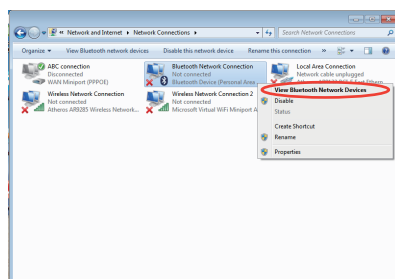 « Network and Internet ▸ Network Connections ▸
Search Network Connections
Organize
View Bluetooth network devices
Disable this network device
Rename this connection
»
ABC connection
Disconnected
WAN Miniport (PPPOE)
Bluetooth Network Connection
Not connected
Bluetooth Device (Personal Area...
Local Area Connection
Network cable unplugged
Wireless Network Connection
Not connected
Atheros AR9285 Wireless Network...
Wireless Network Connection 2
Not connected
Microsoft Virtual WiFi Miniport A
View Bluetooth Network Devices
Disable
Status
Create Shortcut
Rename
Properties